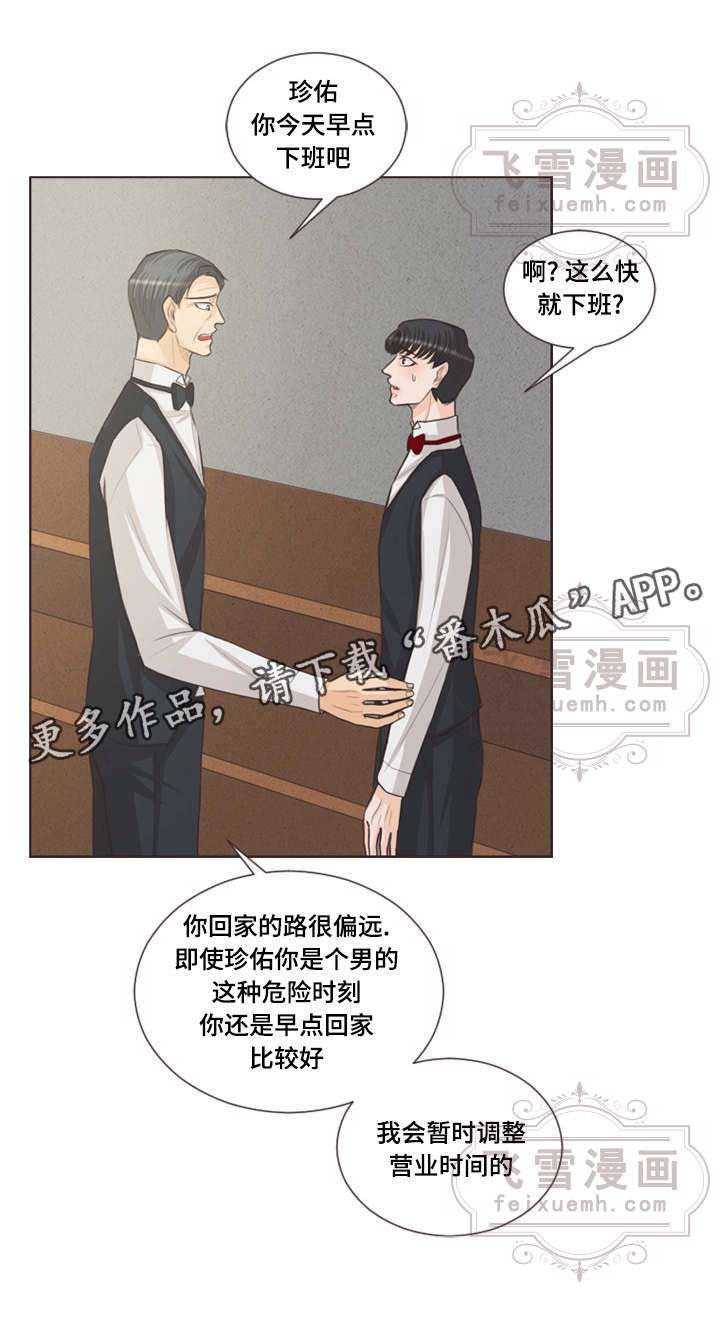 珍佑
你今天早点
下班吧
飞雪漫画
feixuemh.com
啊? 这么快
就下班?
更多作品，请下载“番木瓜”APP。
飞雪漫画
feixuemh.com
你回家的路很偏远.
即使珍佑你是个男的
这种危险时刻
你还是早点回家
比较好
我会暂时调整
营业时间的
飞雪漫画
feixuemh.com